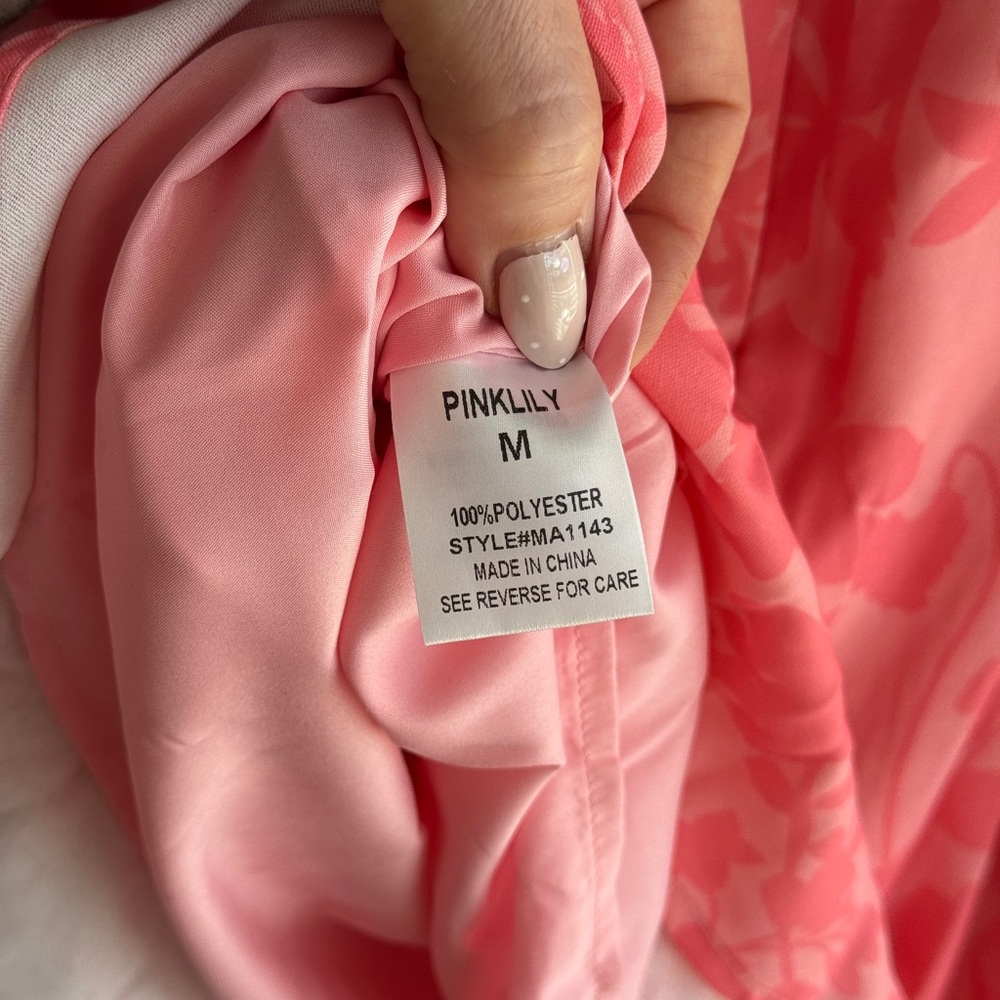 PINKLILY
M
100%POLYESTER
STYLE#MA1143
MADE IN CHINA
SEE REVERSE FOR CARE